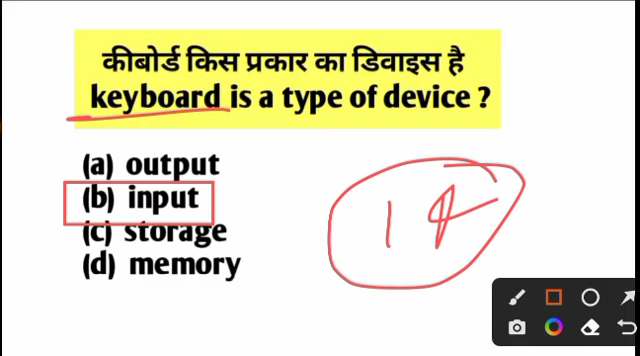 कीबोर्ड किस प्रकार का डिवाइस है
keyboard is a type of device ?
(a) output
(b) input
(c) storage
(d) memory